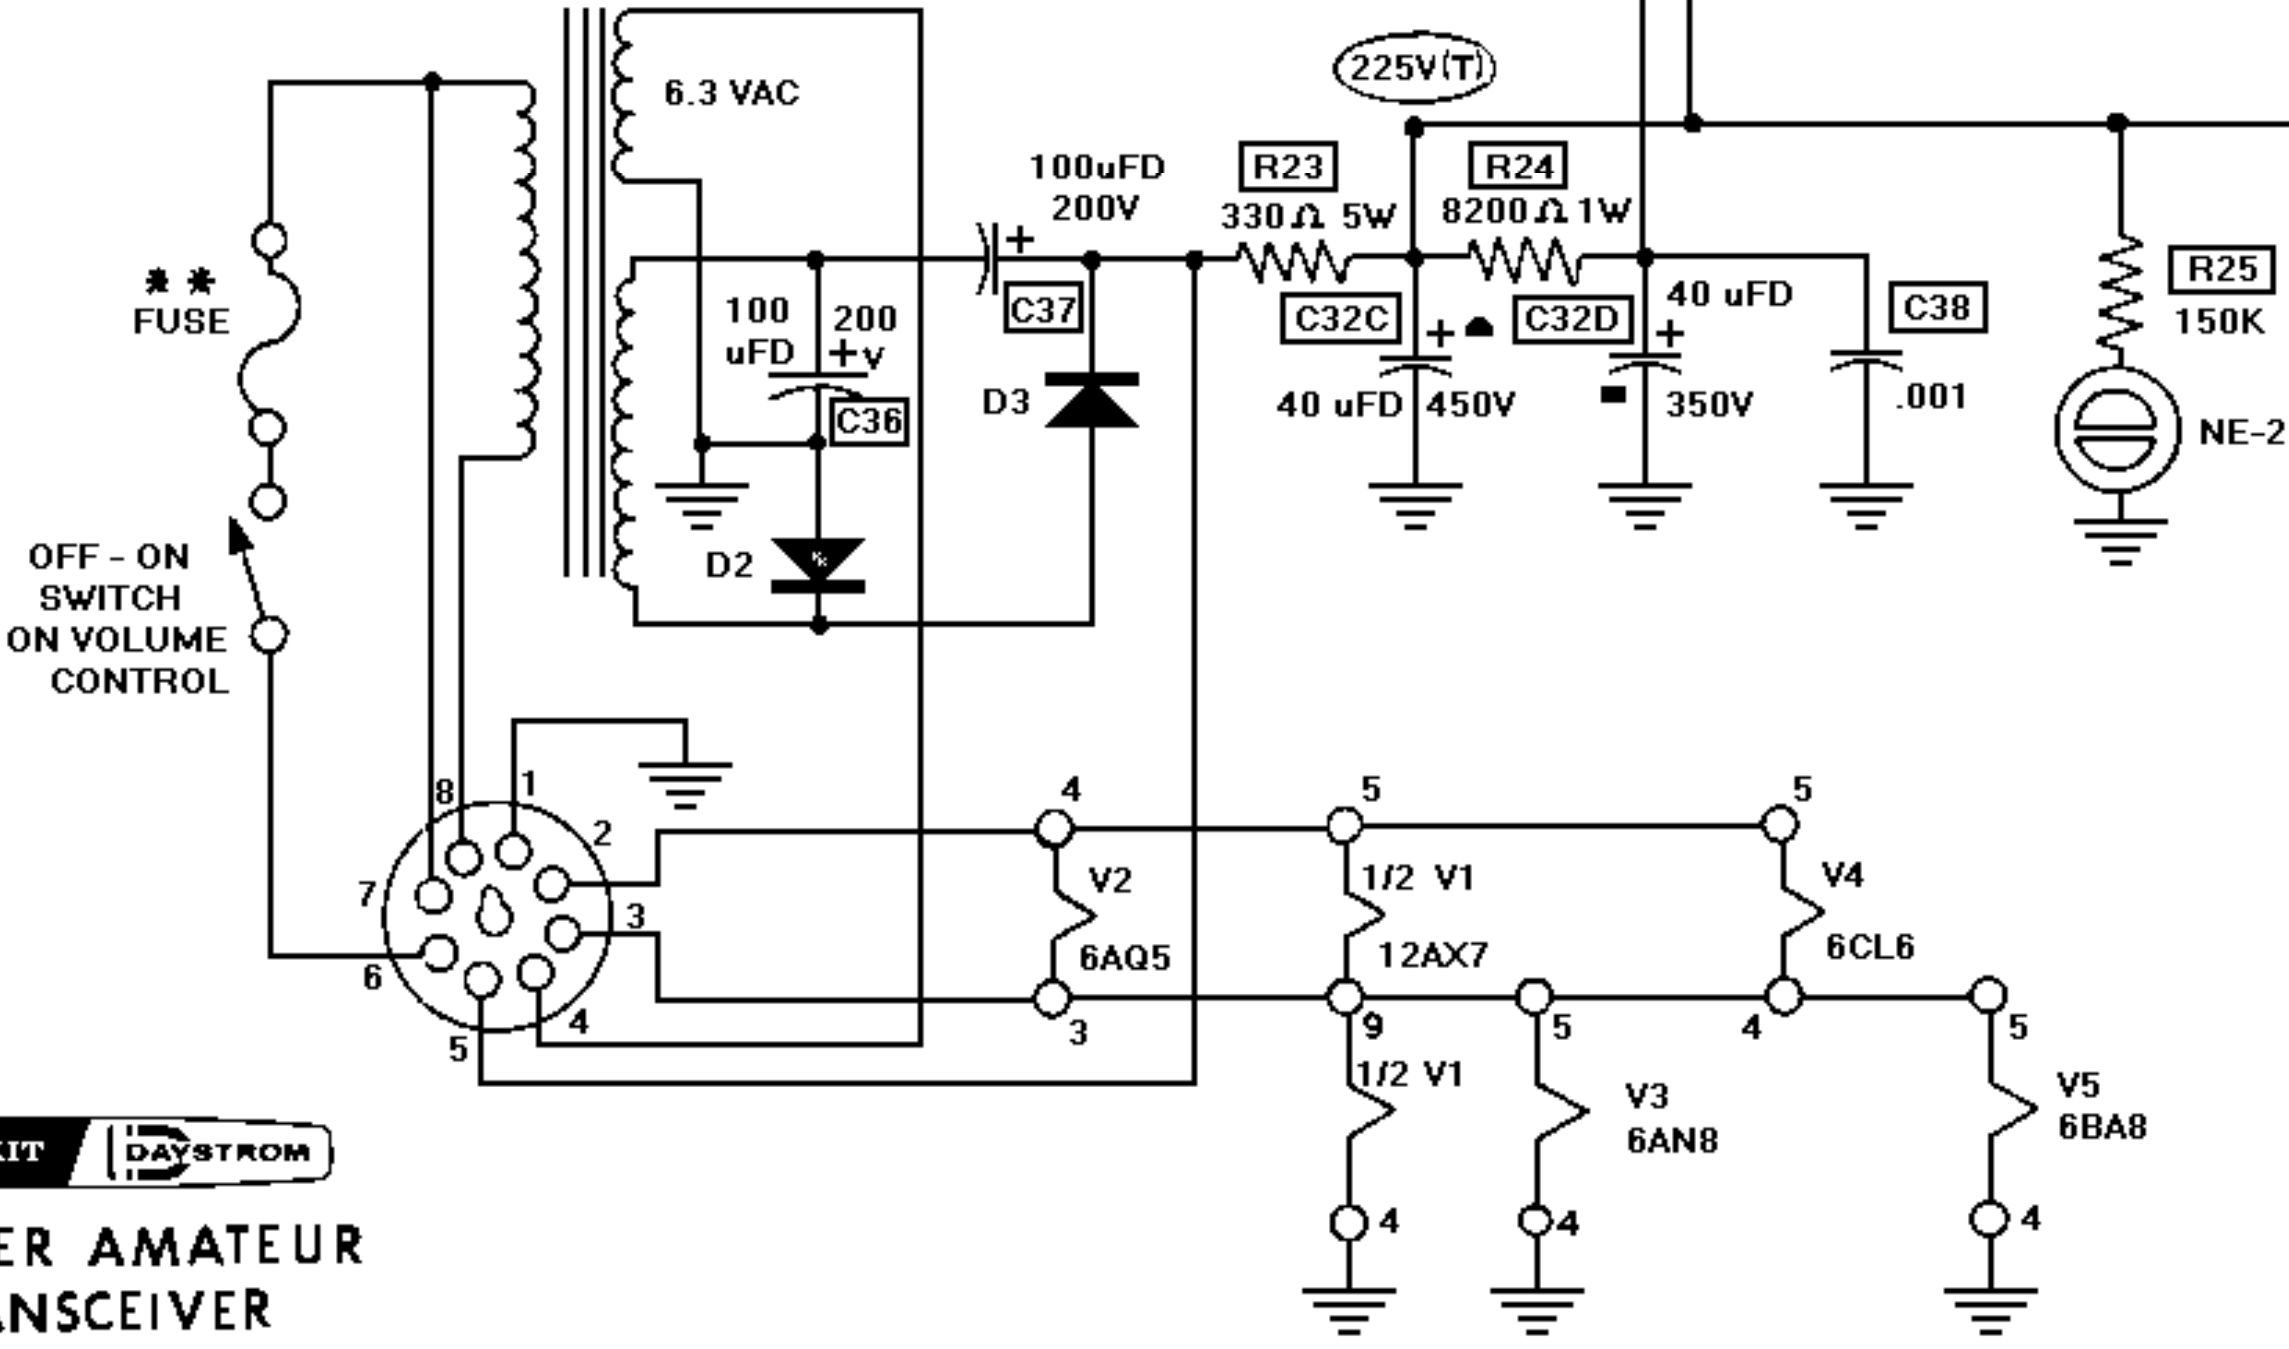 225V(T)
6.3 VAC
100uFD
200V
R23
330Ω 5W
R24
8200Ω 1W
** FUSE
100
uFD
200
+ V
C36
+
C37
D3
C32C
+
40 uFD 450V
C32D
40 uFD
+
350V
C38
.001
R25
150K
NE-2
D2
OFF - ON
SWITCH
ON VOLUME
CONTROL
8
1
2
7
3
6
4
5
4
5
5
V2
6AQ5
1/2 V1
12AX7
V4
6CL6
3
9
5
4
5
1/2 V1
V3
6AN8
V5
6BA8
4
4
4
DAYSTROM
ER AMATEUR
ANSCEIVER